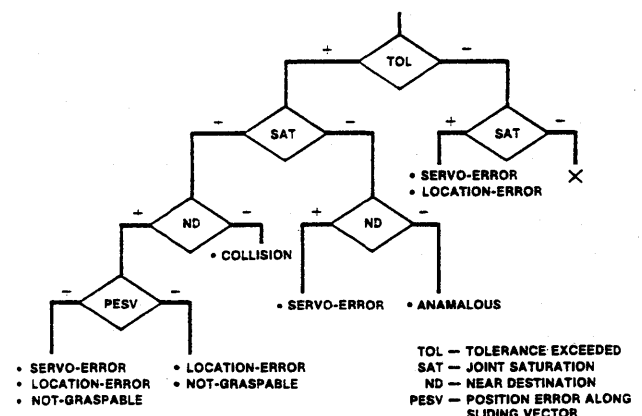 + TOL −
+ SAT −
+ SAT −
• SERVO-ERROR
• LOCATION-ERROR
+ ND −
+ ND −
• COLLISION
− PESV −
• SERVO-ERROR
• ANAMALOUS
• SERVO-ERROR
• LOCATION-ERROR
• NOT-GRASPABLE
• LOCATION-ERROR
• NOT-GRASPABLE
TOL — TOLERANCE EXCEEDED
SAT — JOINT SATURATION
ND — NEAR DESTINATION
PESV — POSITION ERROR ALONG
SLIDING VECTOR